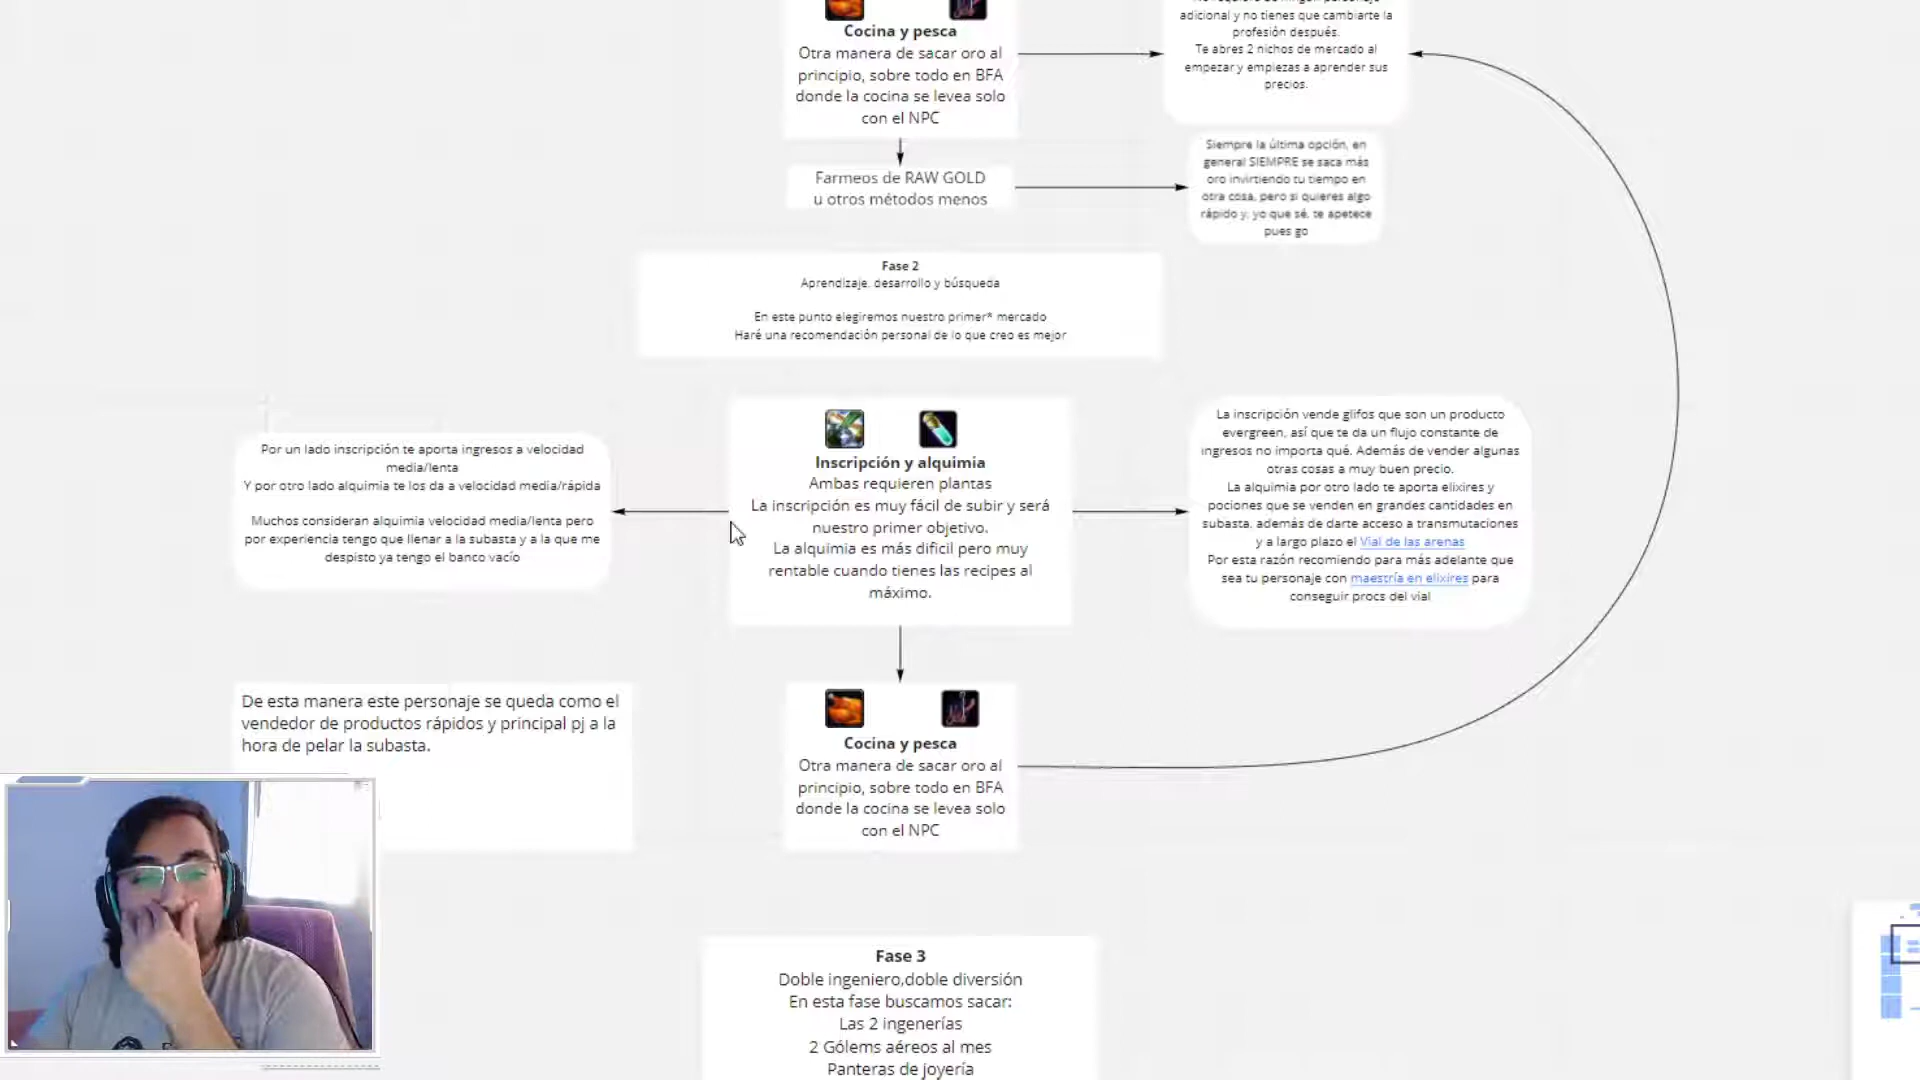 adicional y no tienes que cambiarte la
profesión después.
Te abres 2 nichos de mercado al
empezar y empiezas a aprender sus
precios.
Cocina y pesca
Otra manera de sacar oro al
principio, sobre todo en BFA
donde la cocina se levea solo
con el NPC
Siempre la última opción, en
general SIEMPRE se saca más
oro invirtiendo tu tiempo en
otra cosa, pero si quieres algo
rápido y, yo que sé, te apetece
pues go
Farmeos de RAW GOLD
u otros métodos menos
Fase 2
Aprendizaje, desarrollo y búsqueda
En este punto elegiremos nuestro primer* mercado
Haré una recomendación personal de lo que creo es mejor
Por un lado inscripción te aporta ingresos a velocidad
media/lenta
Y por otro lado alquimia te los da a velocidad media/rápida
Muchos consideran alquimia velocidad media/lenta pero
por experiencia tengo que llenar a la subasta y a la que me
despisto ya tengo el banco vacío
Inscripción y alquimia
Ambas requieren plantas
La inscripción es muy fácil de subir y será
nuestro primer objetivo.
La alquimia es más dificil pero muy
rentable cuando tienes las recipes al
máximo.
La inscripción vende glifos que son un producto
evergreen, así que te da un flujo constante de
ingresos no importa qué. Además de vender algunas
otras cosas a muy buen precio.
La alquimia por otro lado te aporta elixires y
pociones que se venden en grandes cantidades en
subasta, además de darte acceso a transmutaciones
y a largo plazo el Vial de las arenas
Por esta razón recomiendo para más adelante que
sea tu personaje con maestría en elixires para
conseguir procs del vial
De esta manera este personaje se queda como el
vendedor de productos rápidos y principal pj a la
hora de pelar la subasta.
Cocina y pesca
Otra manera de sacar oro al
principio, sobre todo en BFA
donde la cocina se levea solo
con el NPC
Fase 3
Doble ingeniero,doble diversión
En esta fase buscamos sacar:
Las 2 ingenerías
2 Gólems aéreos al mes
Panteras de joyería